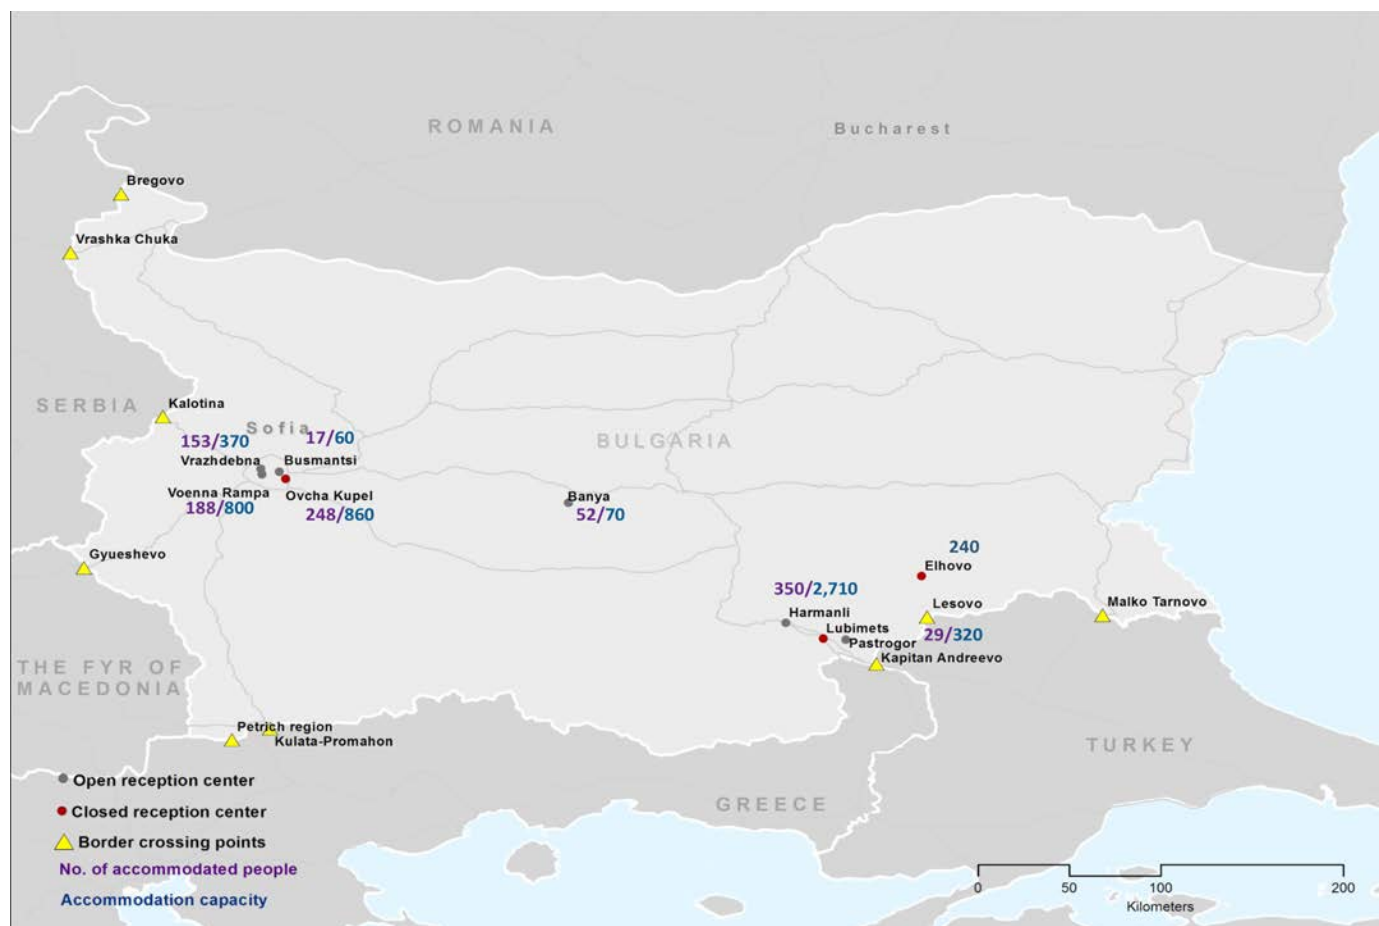 ROMANIA
Bucharest
Bregovo
Vrashka Chuka
SERBIA
Kalotina
Sofia
17/60
153/370
BULGARIA
Vrazhdebna
Busmantsi
Voenna Rampa
Ovcha Kupel
188/800
248/860
Banya
52/70
Gyueshevo
240
Elhovo
350/2,710
Harmanli
Lesovo
Malko Tarnovo
Lubimets
29/320
Pastrogor
Kapitan Andreevo
THE FYR OF
MACEDONIA
Petrich region
Kulata-Promahon
TURKEY
GREECE
Open reception center
Closed reception center
Border crossing points
No. of accommodated people
Accommodation capacity
0 50 100 200
Kilometers